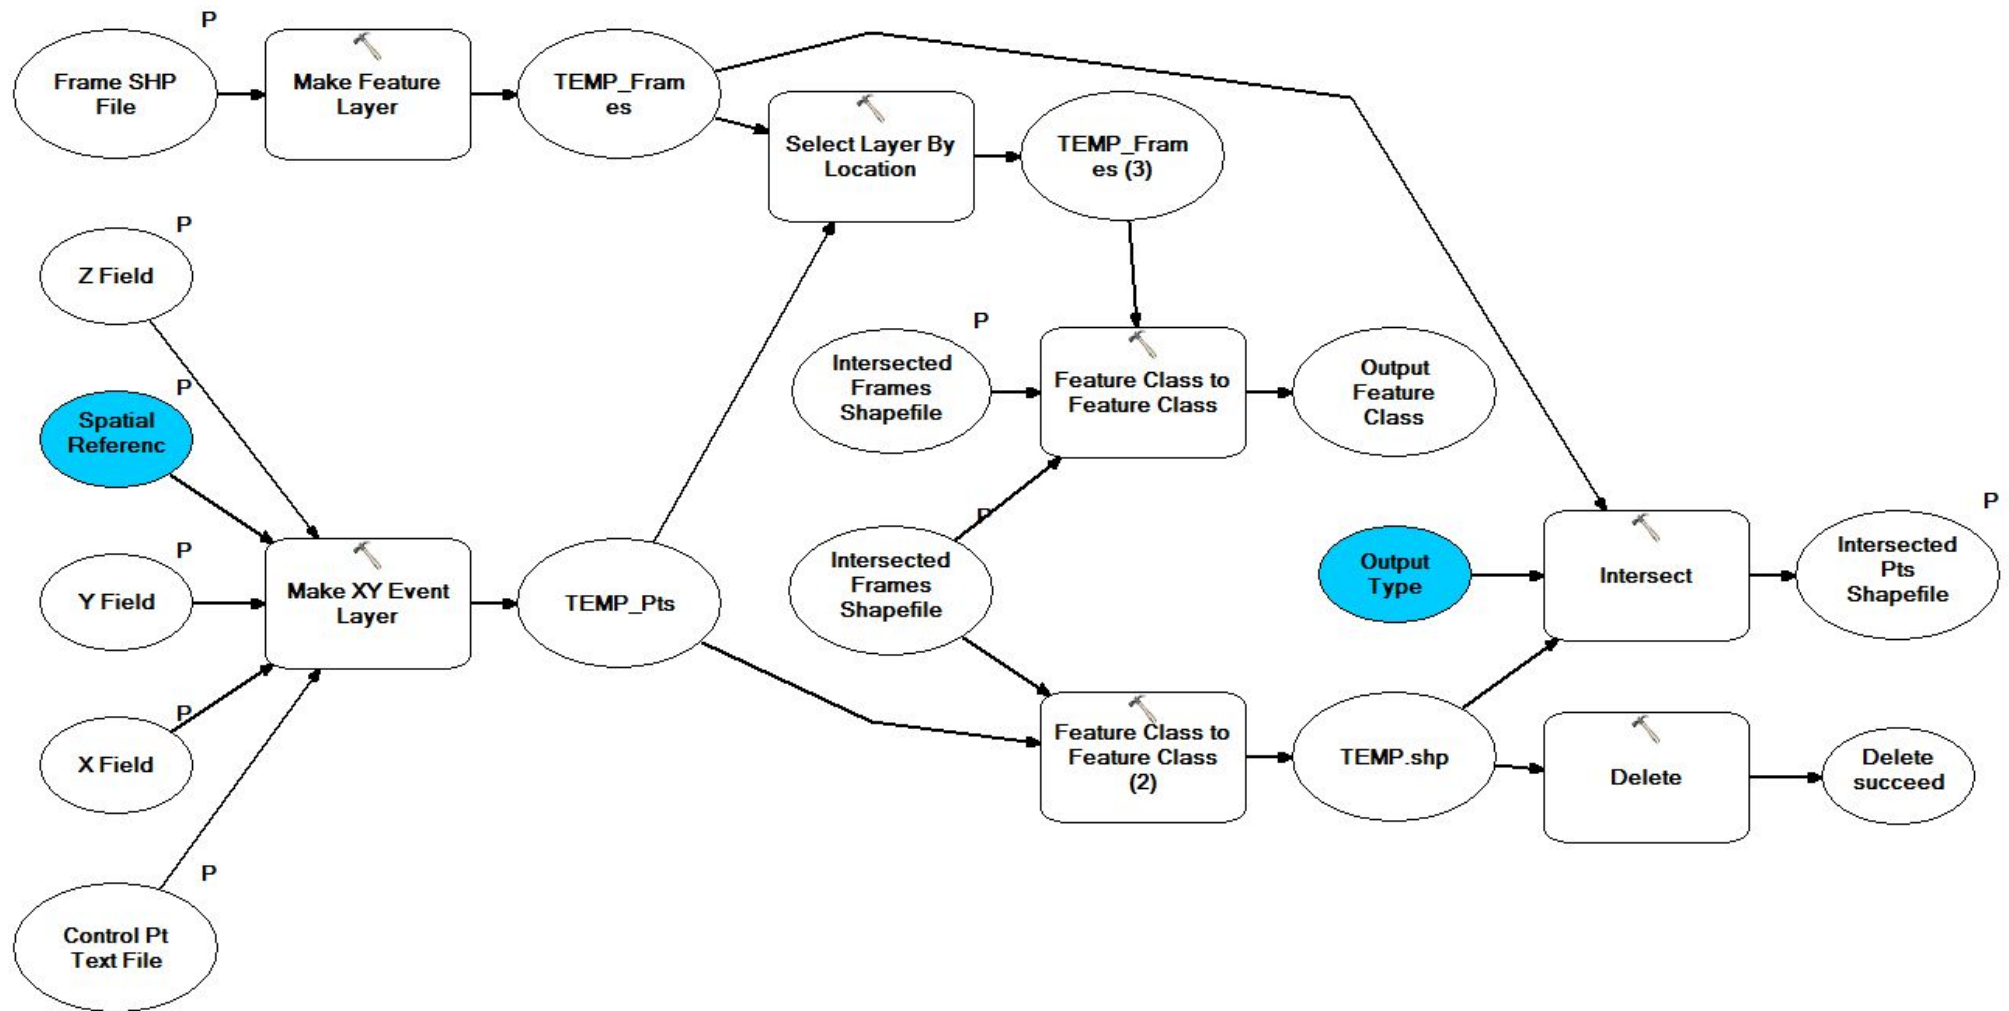 P
Frame SHP
File
Make Feature
Layer
TEMP_Fram
es
Select Layer By
Location
TEMP_Fram
es (3)
P
Z Field
P
Intersected
Frames
Shapefile
Feature Class to
Feature Class
Output
Feature
Class
P
Spatial
Referenc
P
Y Field
Make XY Event
Layer
TEMP_Pts
P
Intersected
Frames
Shapefile
Output
Type
Intersect
P
Intersected
Pts
Shapefile
P
X Field
Feature Class to
Feature Class
(2)
TEMP.shp
Delete
Delete
succeed
P
Control Pt
Text File